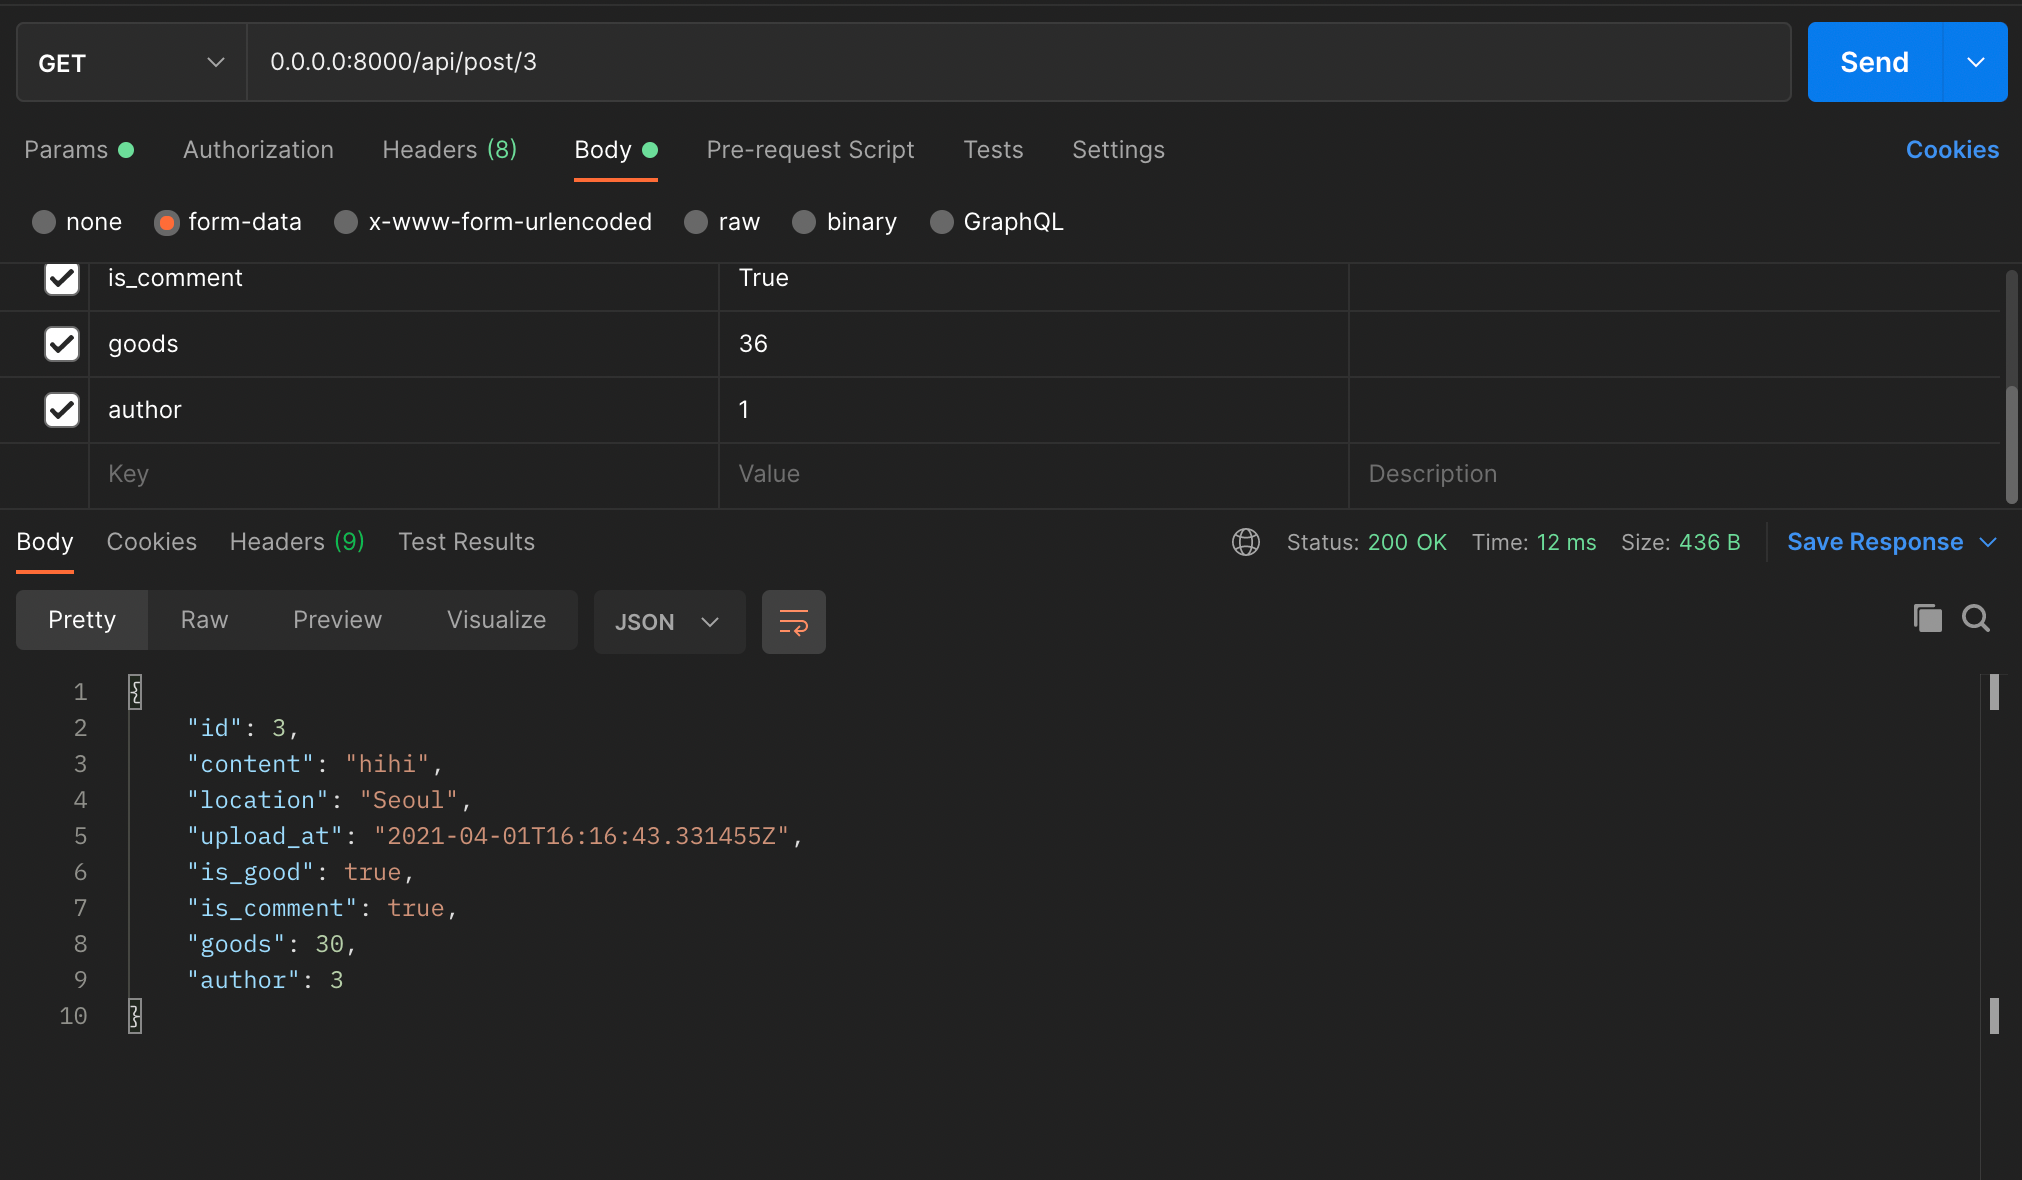 GET 0.0.0.0:8000/api/post/3 Send
Params Authorization Headers (8) Body Pre-request Script Tests Settings Cookies
none form-data x-www-form-urlencoded raw binary GraphQL
is_comment True
goods 36
author 1
Key Value Description
Body Cookies Headers (9) Test Results Status: 200 OK Time: 12 ms Size: 436 B Save Response
Pretty Raw Preview Visualize JSON
1 {
2 "id": 3,
3 "content": "hihi",
4 "location": "Seoul",
5 "upload_at": "2021-04-01T16:16:43.331455Z",
6 "is_good": true,
7 "is_comment": true,
8 "goods": 30,
9 "author": 3
10 }